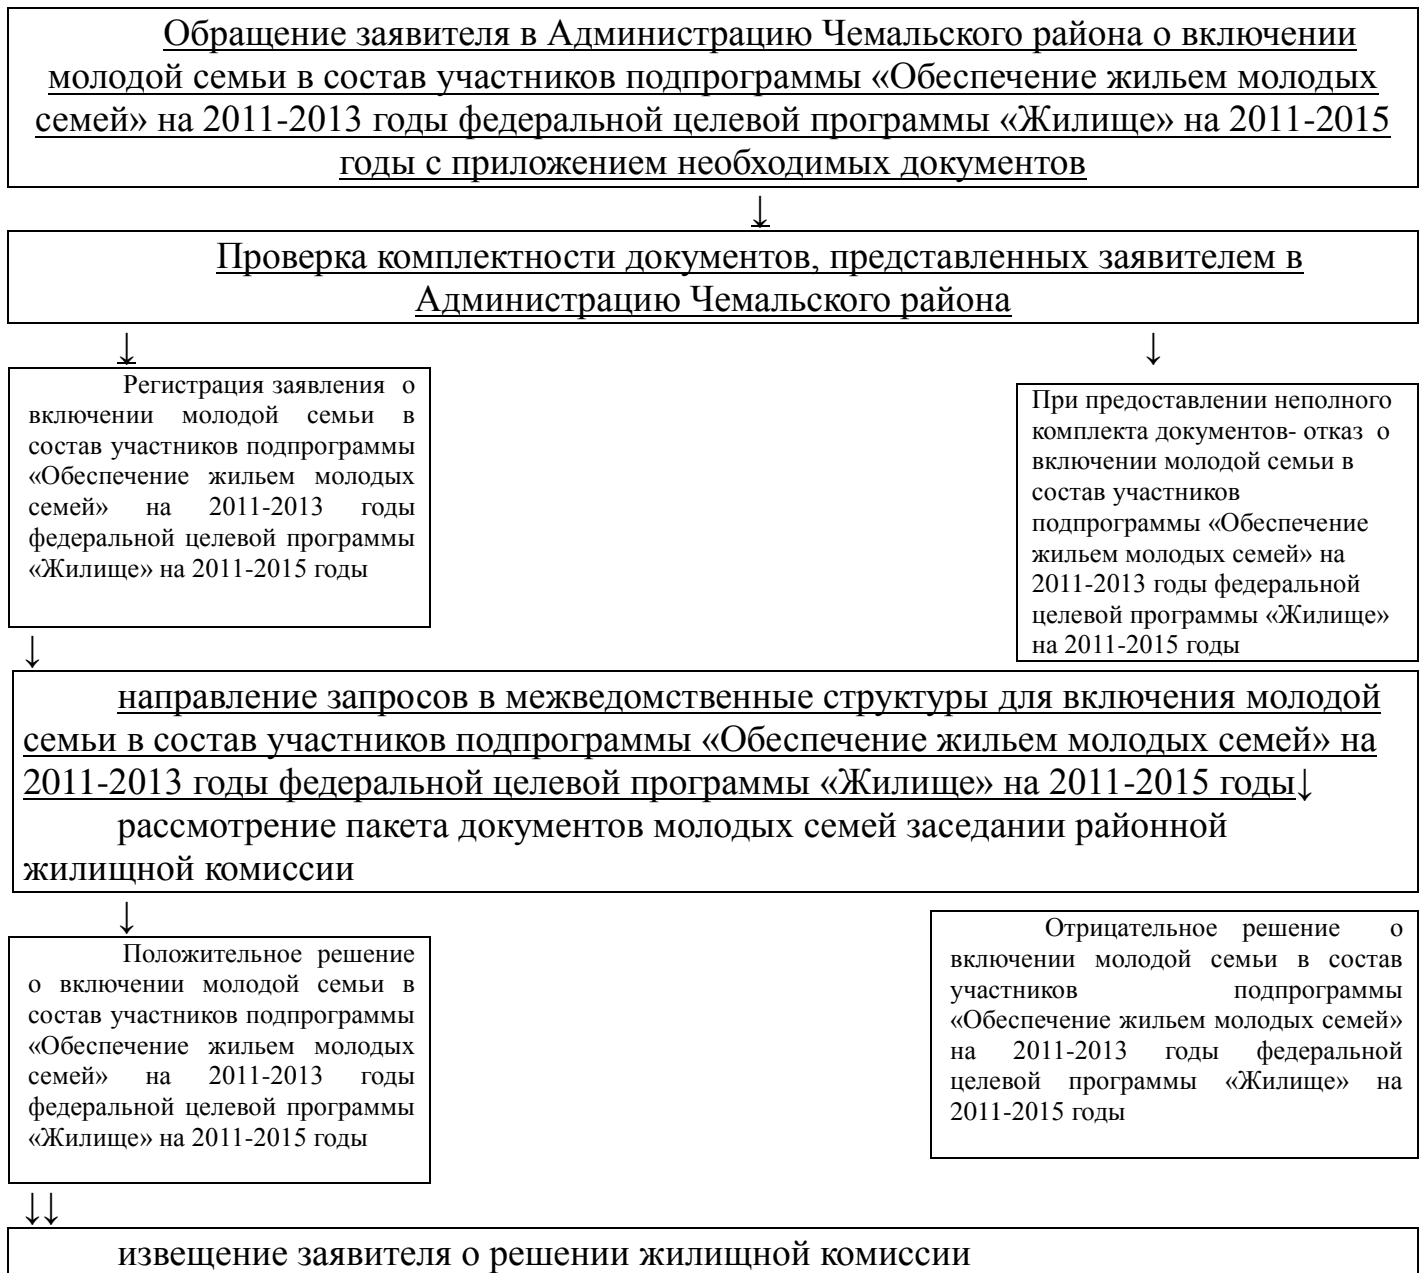 Обращение заявителя в Администрацию Чемальского района о включении
молодой семьи в состав участников подпрограммы «Обеспечение жильем молодых
семей» на 2011-2013 годы федеральной целевой программы «Жилище» на 2011-2015
годы с приложением необходимых документов
↓
Проверка комплектности документов, представленных заявителем в
Администрацию Чемальского района
↓
↓
Регистрация заявления о
включении молодой семьи в
состав участников подпрограммы
«Обеспечение жильем молодых
семей» на 2011-2013 годы
федеральной целевой программы
«Жилище» на 2011-2015 годы
При предоставлении неполного
комплекта документов- отказ о
включении молодой семьи в
состав участников
подпрограммы «Обеспечение
жильем молодых семей» на
2011-2013 годы федеральной
целевой программы «Жилище»
на 2011-2015 годы
↓
направление запросов в межведомственные структуры для включения молодой
семьи в состав участников подпрограммы «Обеспечение жильем молодых семей» на
2011-2013 годы федеральной целевой программы «Жилище» на 2011-2015 годы↓
рассмотрение пакета документов молодых семей заседании районной
жилищной комиссии
↓
Положительное решение
о включении молодой семьи в
состав участников подпрограммы
«Обеспечение жильем молодых
семей» на 2011-2013 годы
федеральной целевой программы
«Жилище» на 2011-2015 годы
Отрицательное решение о
включении молодой семьи в состав
участников подпрограммы
«Обеспечение жильем молодых семей»
на 2011-2013 годы федеральной
целевой программы «Жилище» на
2011-2015 годы
↓↓
извещение заявителя о решении жилищной комиссии